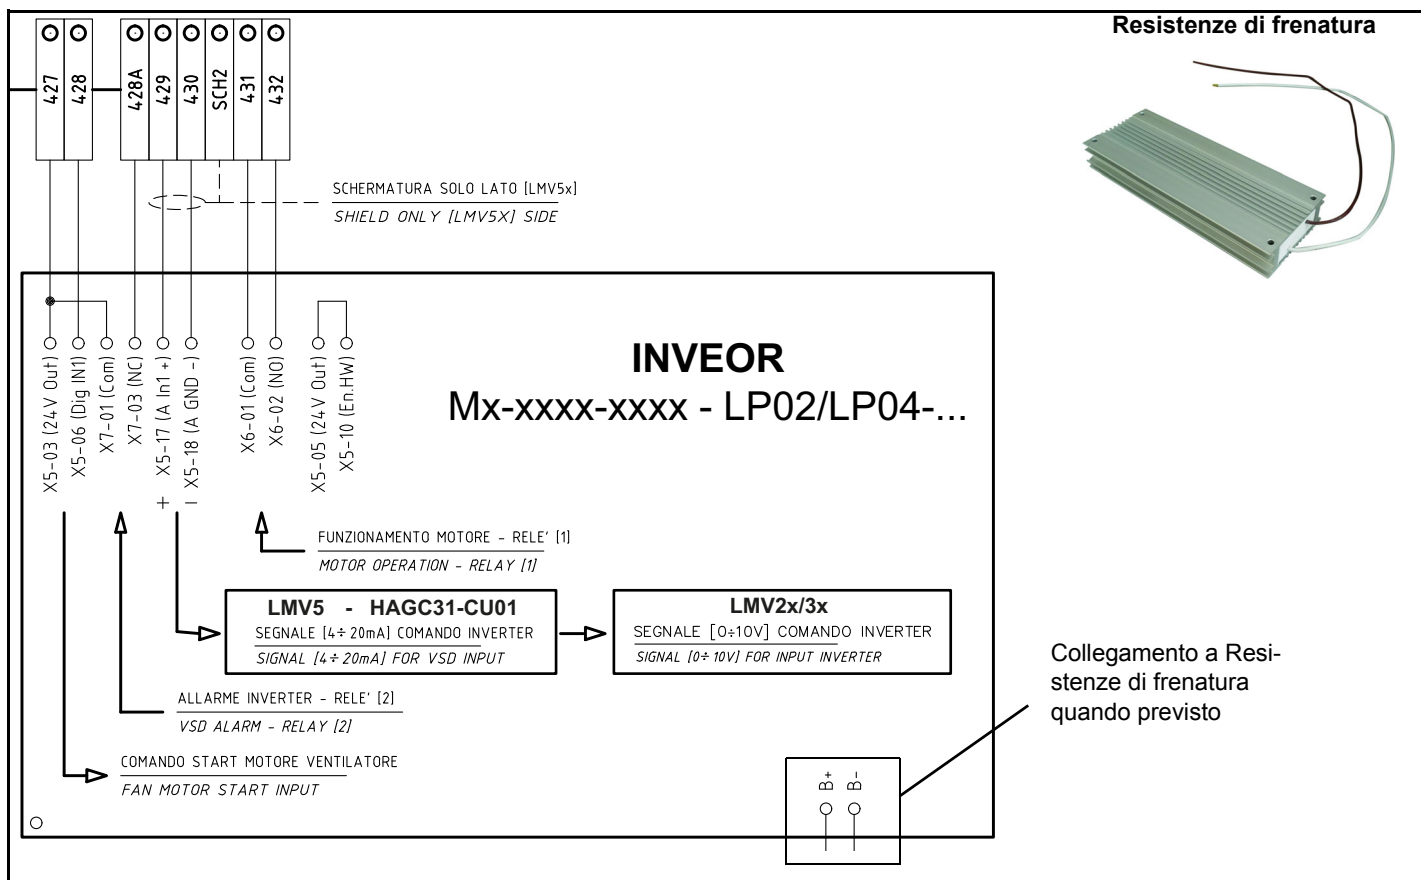 Resistenze di frenatura
427
428
428A
429
430
SCH2
431
432
SCHERMATURA SOLO LATO [LMV5x]
SHIELD ONLY [LMV5X] SIDE
X5-03 (24V Out)
X5-06 (Dig IN1)
X7-01 (Com)
X7-03 (NC)
+ X5-17 (A In1 +)
- X5-18 (A GND -)
X6-01 (Com)
X6-02 (NO)
X5-05 (24V Out)
X5-10 (En.HW)
INVEOR
Mx-xxxx-xxxx - LP02/LP04-...
FUNZIONAMENTO MOTORE - RELE' [1]
MOTOR OPERATION - RELAY [1]
LMV5 - HAGC31-CU01
SEGNALE [4÷20mA] COMANDO INVERTER
SIGNAL [4÷20mA] FOR VSD INPUT
LMV2x/3x
SEGNALE [0÷10V] COMANDO INVERTER
SIGNAL [0÷10V] FOR INPUT INVERTER
ALLARME INVERTER - RELE' [2]
VSD ALARM - RELAY [2]
COMANDO START MOTORE VENTILATORE
FAN MOTOR START INPUT
B+
B-
Collegamento a Resi-
stenze di frenatura
quando previsto